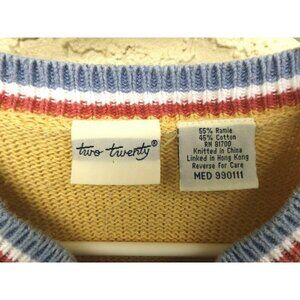 two twenty®
55% Ramie
45% Cotton
RN 81700
Knitted in China
Linked in Hong Kong
Reverse For Care
MED 990111